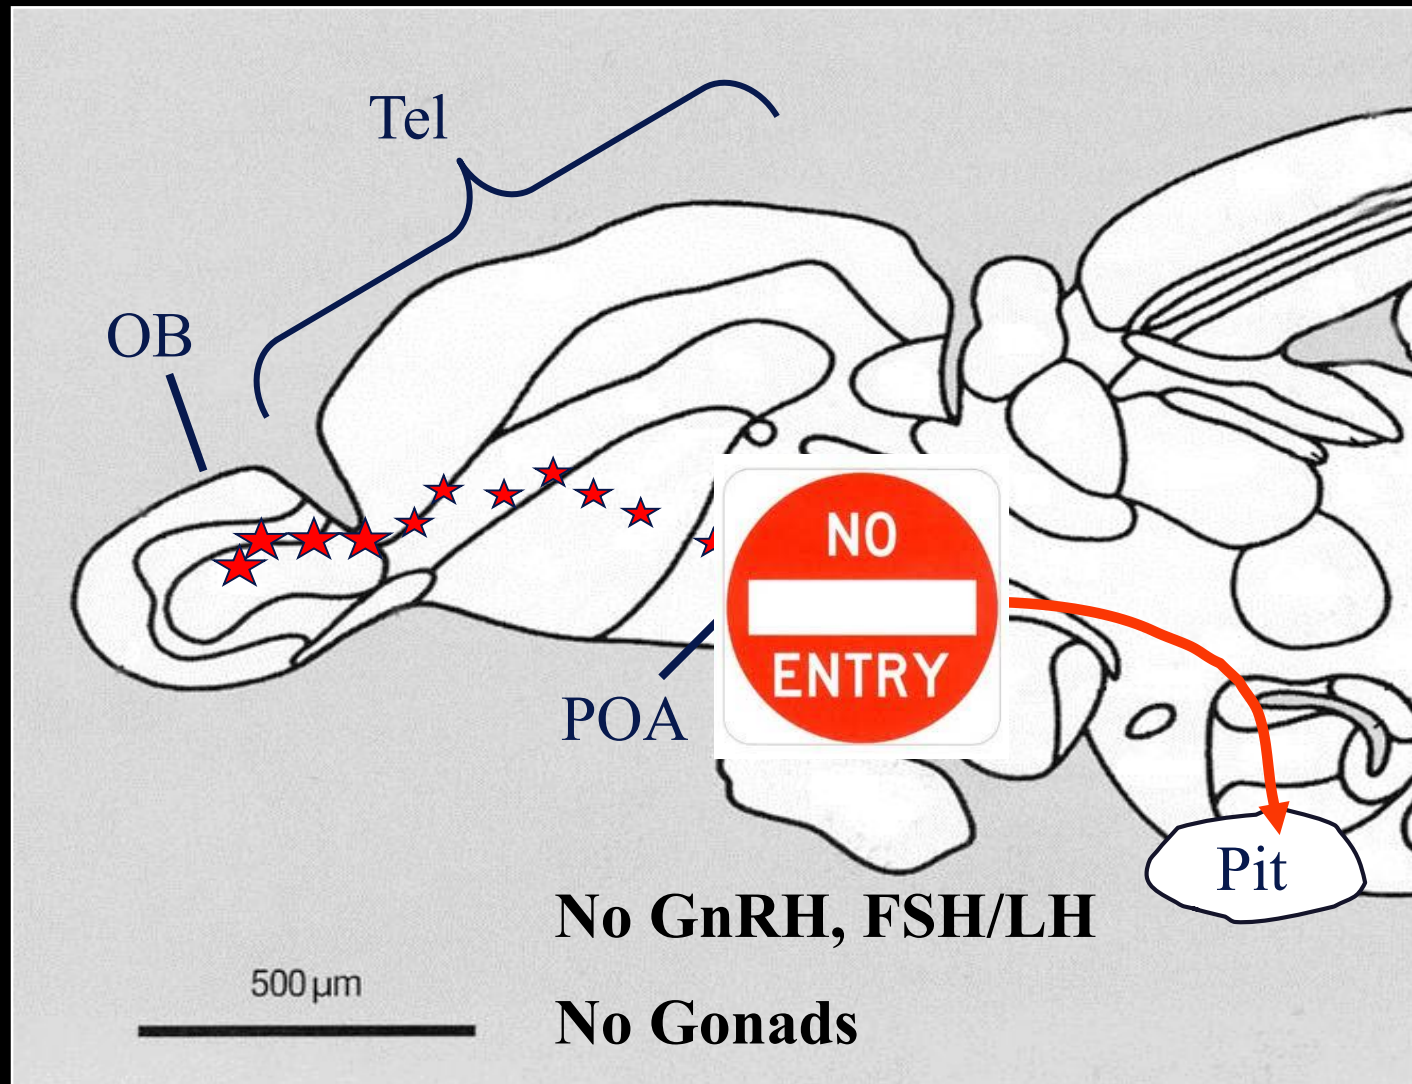 Tel
OB
NO
ENTRY
POA
Pit
No GnRH, FSH/LH
500 µm
No Gonads